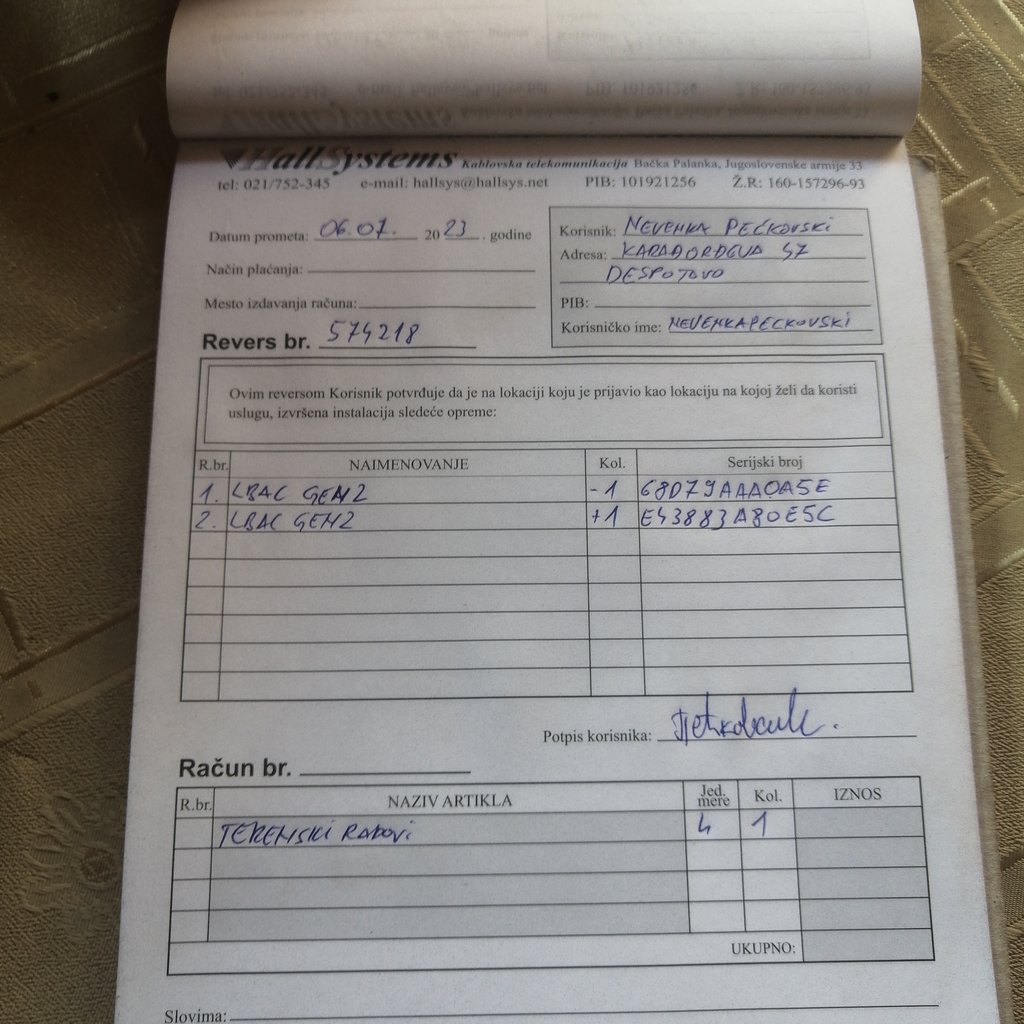 HallSystems Kablovska telekomunikacija Bačka Palanka, Jugoslovenske armije 33
tel: 021/752-345 e-mail: hallsys@hallsys.net PIB: 101921256 Ž.R: 160-157296-93
Datum prometa: 06.07. 2023. godine
Način plaćanja:
Mesto izdavanja računa:
Revers br. 574218
Korisnik: NEVENKA PEĆKOVSKI
Adresa: KARAĐORĐEVA 47
DESPOTOVO
PIB:
Korisničko ime: NEVENKAPECKOVSKI
Ovim reversom Korisnik potvrđuje da je na lokaciji koju je prijavio kao lokaciju na kojoj želi da koristi
uslugu, izvršena instalacija sledeće opreme:
R.br. NAIMENOVANJE Kol. Serijski broj
1. LBAC GEN2 -1 68D79AAA0A5E
2. LBAC GEN2 +1 E43883A80E5C
Potpis korisnika:
Račun br.
R.br. NAZIV ARTIKLA Jed. mere Kol. IZNOS
TERENSKI RADOVI h 1
UKUPNO:
Slovima: